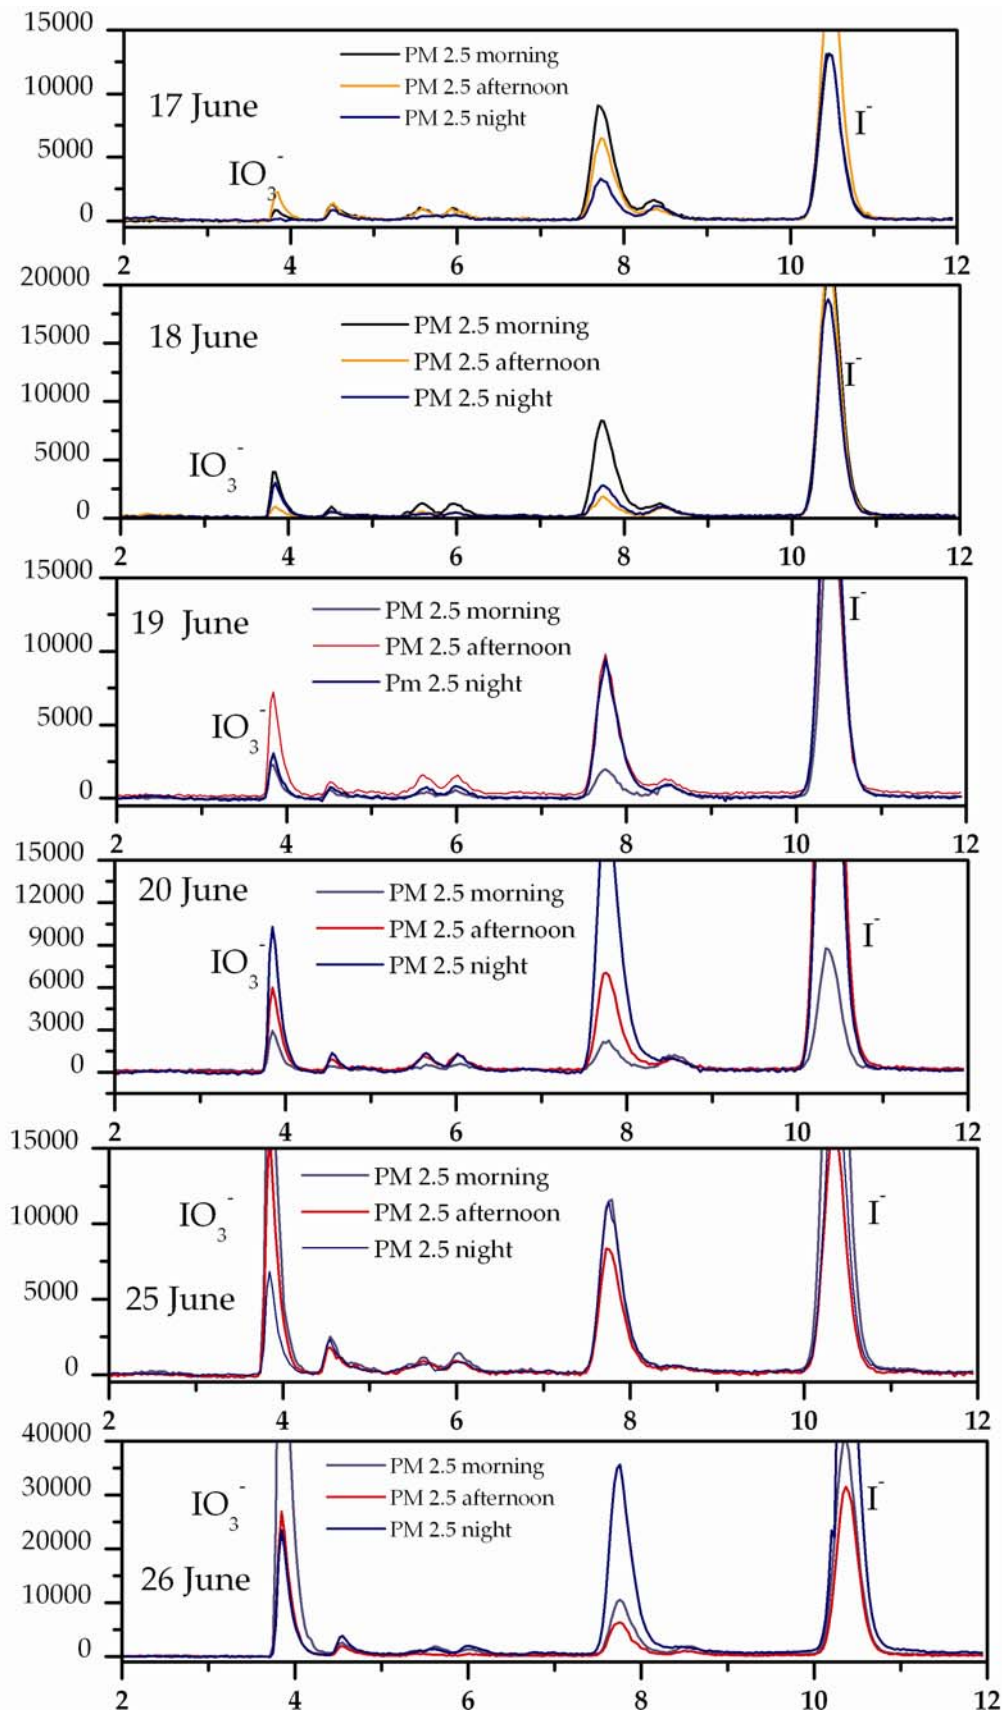 15000
10000
5000
0
17 June
PM 2.5 morning
PM 2.5 afternoon
PM 2.5 night
IO3-
I-
2 4 6 8 10 12
20000
15000
10000
5000
0
18 June
PM 2.5 morning
PM 2.5 afternoon
PM 2.5 night
IO3-
I-
2 4 6 8 10 12
15000
10000
5000
0
19 June
PM 2.5 morning
PM 2.5 afternoon
Pm 2.5 night
IO3-
I-
2 4 6 8 10 12
15000
12000
9000
6000
3000
0
20 June
PM 2.5 morning
PM 2.5 afternoon
PM 2.5 night
IO3-
I-
2 4 6 8 10 12
15000
10000
5000
0
PM 2.5 morning
PM 2.5 afternoon
PM 2.5 night
IO3-
I-
25 June
2 4 6 8 10 12
40000
30000
20000
10000
0
PM 2.5 morning
PM 2.5 afternoon
PM 2.5 night
IO3-
I-
26 June
2 4 6 8 10 12